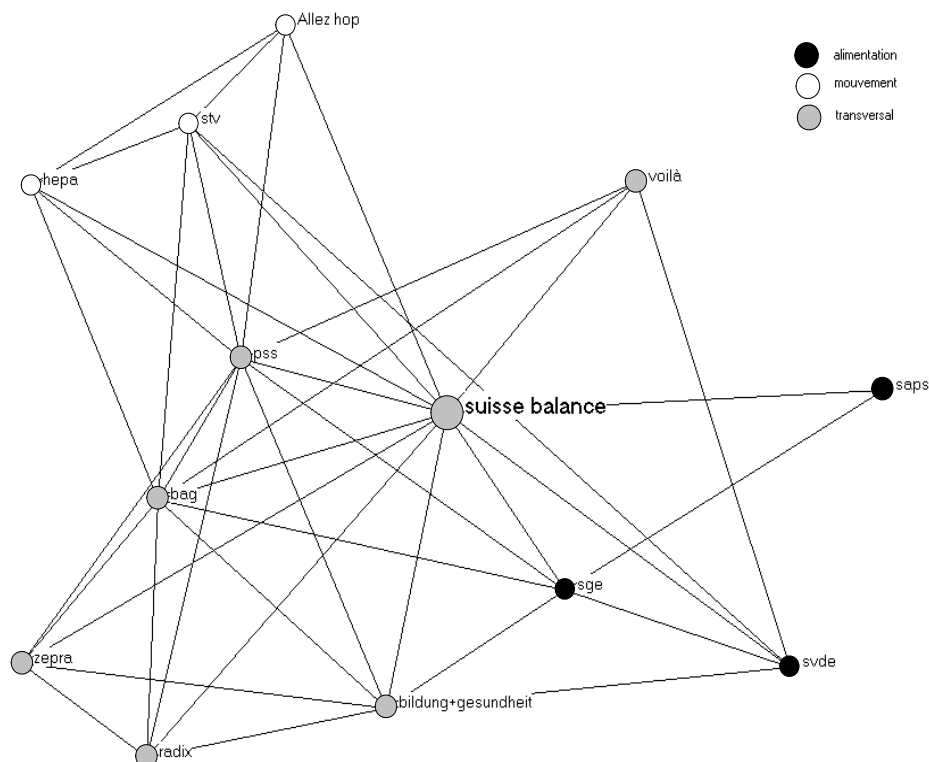 Allez hop
alimentation
mouvement
transversal
stv
hepa
voilà
pss
saps
suisse balance
bag
sge
zepra
svde
bildung+gesundheit
radix